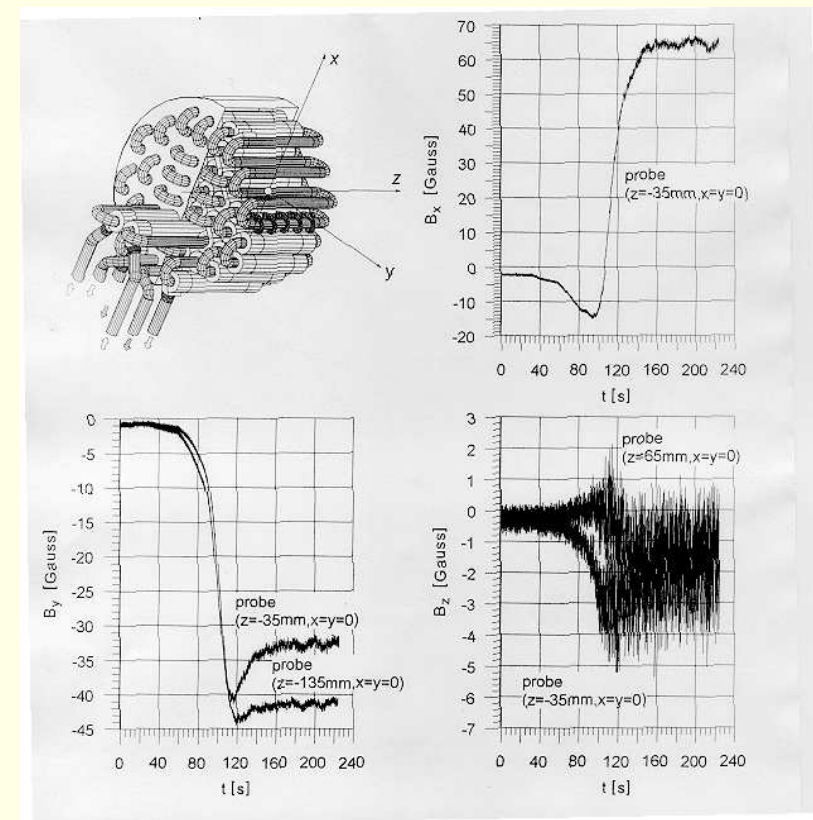 x
z
y
70
60
50
40
30
20
10
0
-10
-20
B_x [Gauss]
probe
(z=-35mm,x=y=0)
0 40 80 120 160 200 240
t [s]
0
-5
-10
-15
-20
-25
-30
-35
-40
-45
B_y [Gauss]
probe
(z=-35mm,x=y=0)
probe
(z=-135mm,x=y=0)
0 40 80 120 160 200 240
t [s]
3
2
1
0
-1
-2
-3
-4
-5
-6
-7
B_z [Gauss]
probe
(z=65mm,x=y=0)
probe
(z=-35mm,x=y=0)
0 40 80 120 160 200 240
t [s]